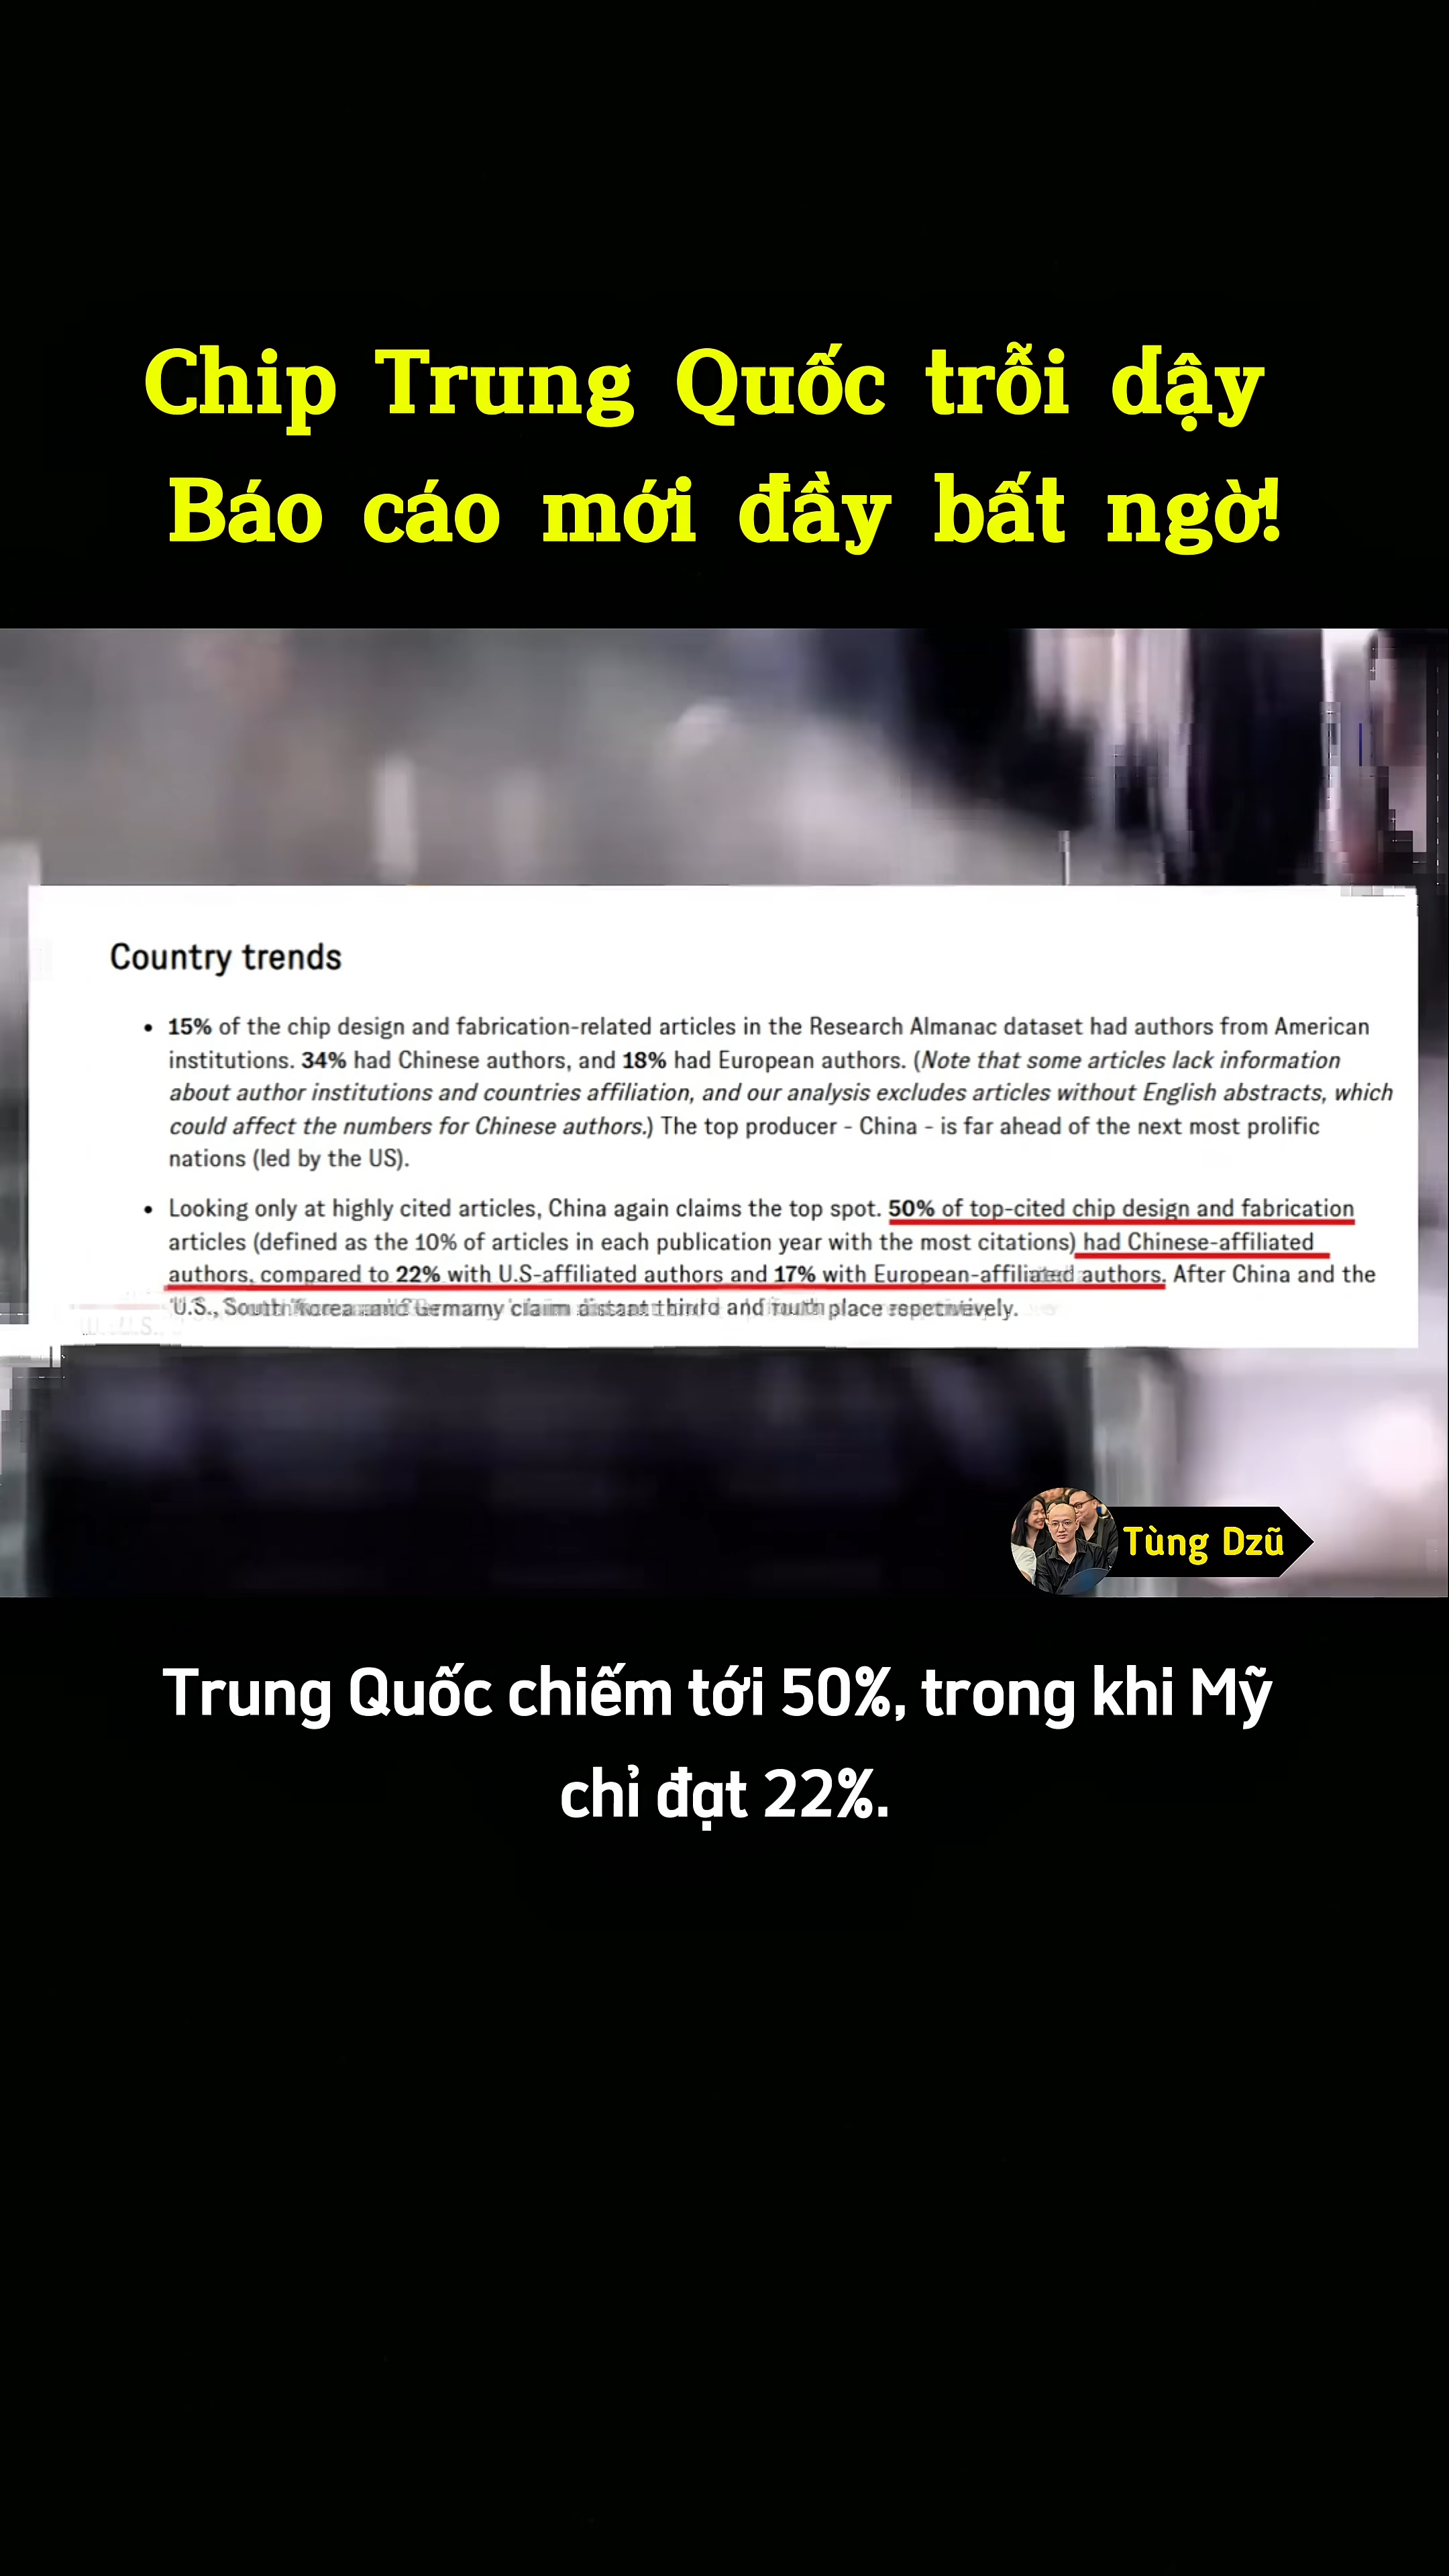 Chip Trung Quốc trỗi dậy
Báo cáo mới đầy bất ngờ!
Country trends
• 15% of the chip design and fabrication-related articles in the Research Almanac dataset had authors from American
institutions. 34% had Chinese authors, and 18% had European authors. (Note that some articles lack information
about author institutions and countries affiliation, and our analysis excludes articles without English abstracts, which
could affect the numbers for Chinese authors.) The top producer - China - is far ahead of the next most prolific
nations (led by the US).
• Looking only at highly cited articles, China again claims the top spot. 50% of top-cited chip design and fabrication
articles (defined as the 10% of articles in each publication year with the most citations) had Chinese-affiliated
authors, compared to 22% with U.S-affiliated authors and 17% with European-affiliated authors. After China and the
U.S., South Korea and Germany claim distant third and place
Tùng Dzũ
Trung Quốc chiếm tới 50%, trong khi Mỹ
chỉ đạt 22%.